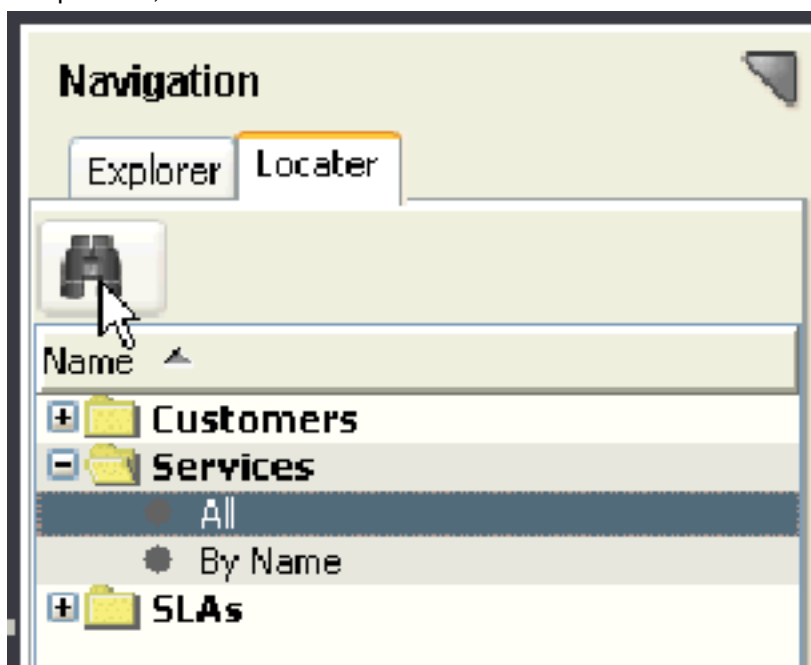 Navigation
Explorer Locater
Name
Customers
Services
All
By Name
SLAs